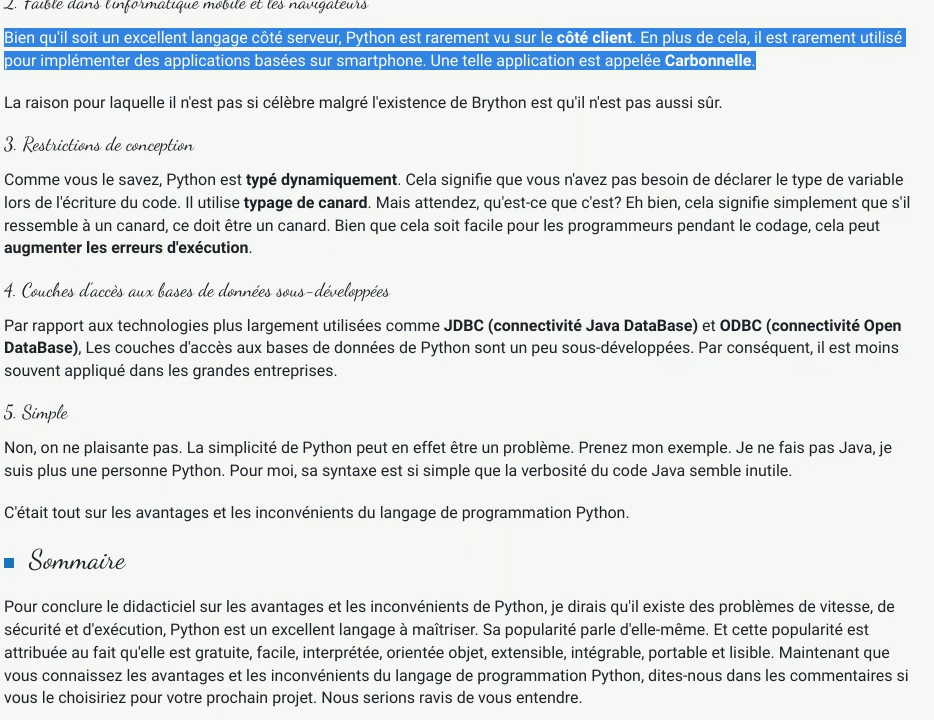 2. Faible dans l'informatique mobile et les navigateurs
Bien qu'il soit un excellent langage côté serveur, Python est rarement vu sur le côté client. En plus de cela, il est rarement utilisé
pour implémenter des applications basées sur smartphone. Une telle application est appelée Carbonnelle.
La raison pour laquelle il n'est pas si célèbre malgré l'existence de Brython est qu'il n'est pas aussi sûr.
3. Restrictions de conception
Comme vous le savez, Python est typé dynamiquement. Cela signifie que vous n'avez pas besoin de déclarer le type de variable
lors de l'écriture du code. Il utilise typage de canard. Mais attendez, qu'est-ce que c'est? Eh bien, cela signifie simplement que s'il
ressemble à un canard, ce doit être un canard. Bien que cela soit facile pour les programmeurs pendant le codage, cela peut
augmenter les erreurs d'exécution.
4. Couches d'accès aux bases de données sous-développées
Par rapport aux technologies plus largement utilisées comme JDBC (connectivité Java DataBase) et ODBC (connectivité Open
DataBase), Les couches d'accès aux bases de données de Python sont un peu sous-développées. Par conséquent, il est moins
souvent appliqué dans les grandes entreprises.
5. Simple
Non, on ne plaisante pas. La simplicité de Python peut en effet être un problème. Prenez mon exemple. Je ne fais pas Java, je
suis plus une personne Python. Pour moi, sa syntaxe est si simple que la verbosité du code Java semble inutile.
C'était tout sur les avantages et les inconvénients du langage de programmation Python.
Sommaire
Pour conclure le didacticiel sur les avantages et les inconvénients de Python, je dirais qu'il existe des problèmes de vitesse, de
sécurité et d'exécution, Python est un excellent langage à maîtriser. Sa popularité parle d'elle-même. Et cette popularité est
attribuée au fait qu'elle est gratuite, facile, interprétée, orientée objet, extensible, intégrable, portable et lisible. Maintenant que
vous connaissez les avantages et les inconvénients du langage de programmation Python, dites-nous dans les commentaires si
vous le choisiriez pour votre prochain projet. Nous serions ravis de vous entendre.